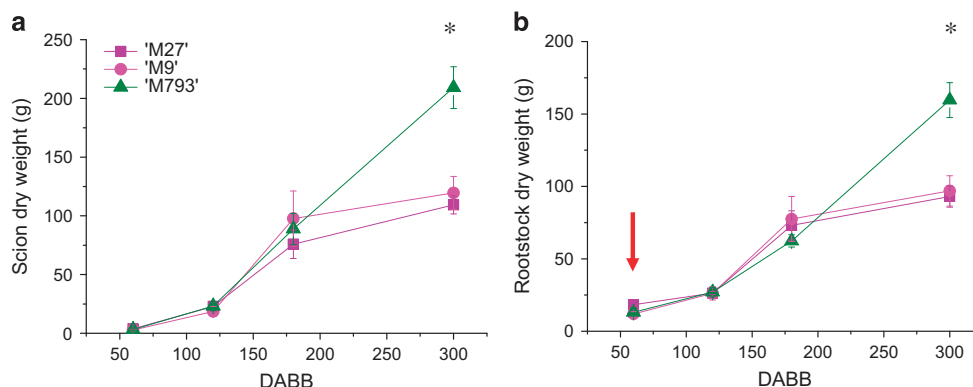 a
250
200
150
100
50
0
Scion dry weight (g)
'M27'
'M9'
'M793'
*
50 100 150 200 250 300
DABB
b
200
150
100
50
0
Rootstock dry weight (g)
*
50 100 150 200 250 300
DABB